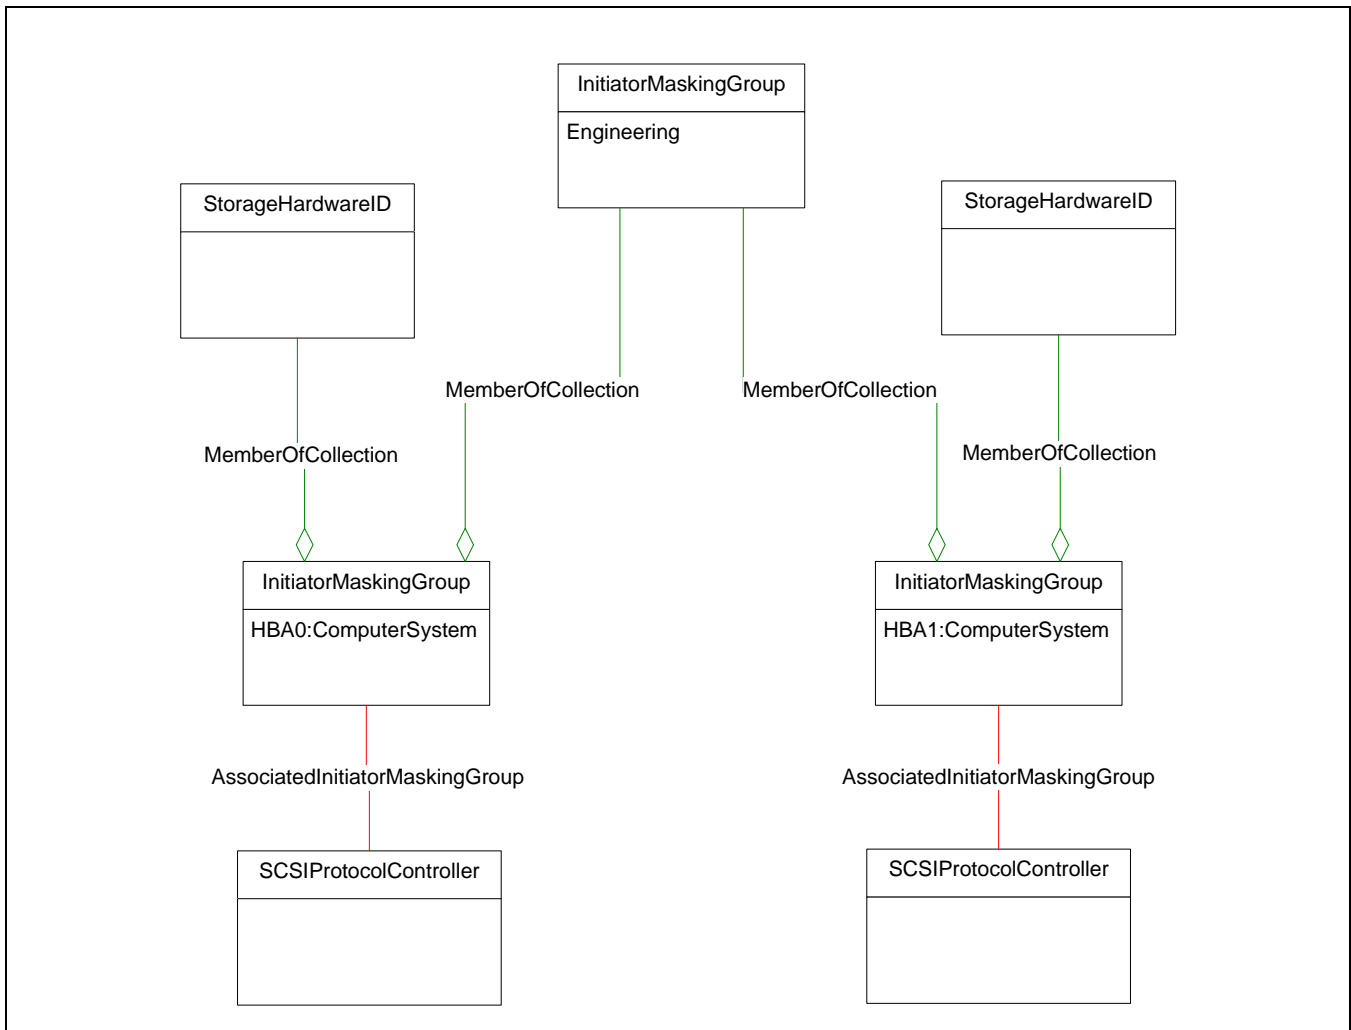 InitiatorMaskingGroup
Engineering
StorageHardwareID
StorageHardwareID
MemberOfCollection
MemberOfCollection
MemberOfCollection
MemberOfCollection
InitiatorMaskingGroup
HBA0:ComputerSystem
InitiatorMaskingGroup
HBA1:ComputerSystem
AssociatedInitiatorMaskingGroup
AssociatedInitiatorMaskingGroup
SCSIProtocolController
SCSIProtocolController